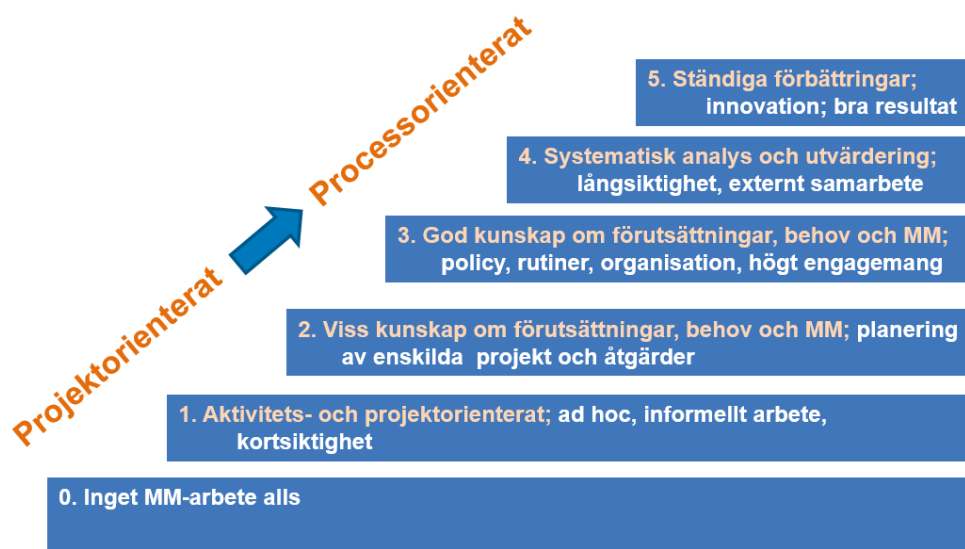 Projektorienterat
Processorienterat
5. Ständiga förbättringar;
innovation; bra resultat
4. Systematisk analys och utvärdering;
långsiktighet, externt samarbete
3. God kunskap om förutsättningar, behov och MM;
policy, rutiner, organisation, högt engagemang
2. Viss kunskap om förutsättningar, behov och MM; planering
av enskilda projekt och åtgärder
1. Aktivitets- och projektorienterat; ad hoc, informellt arbete,
kortsiktighet
0. Inget MM-arbete alls